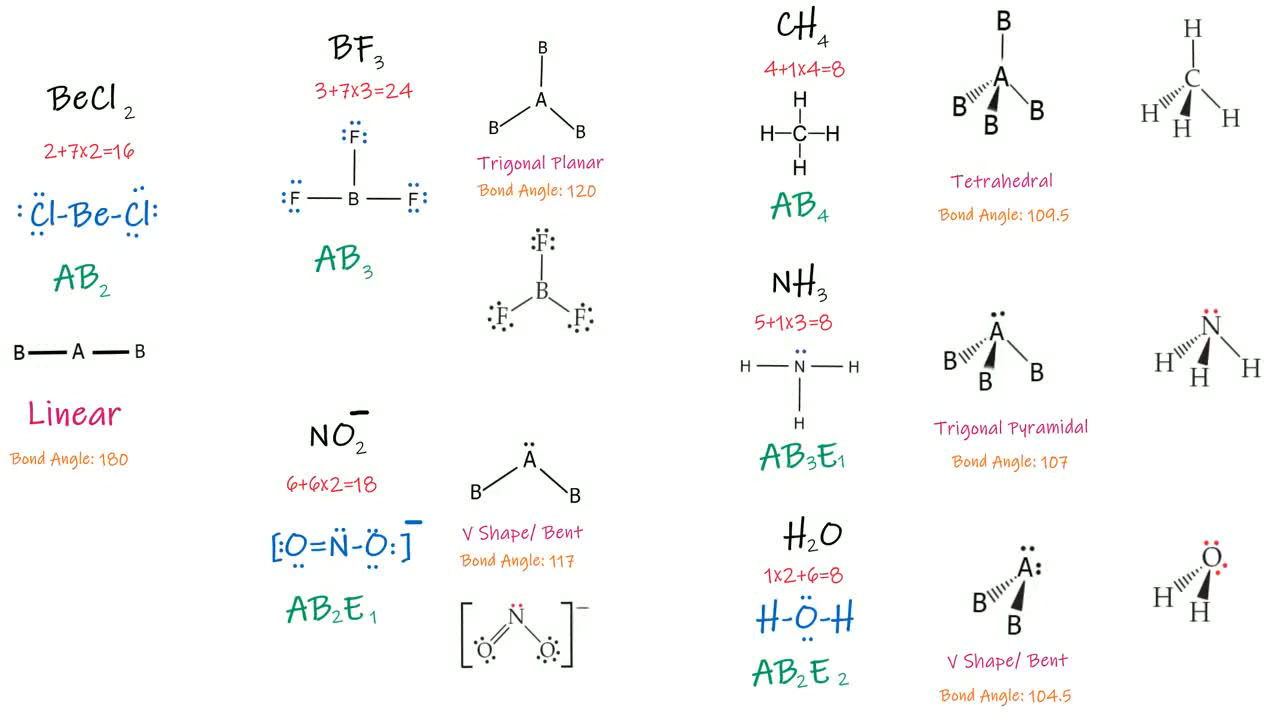 BeCl2
2+7x2=16
:Cl-Be-Cl:
AB2
B A B
Linear
Bond Angle: 180
BF3
3+7x3=24
F
F B F
AB3
B
A
B B
Trigonal Planar
Bond Angle: 120
F
B
F F
NO2-
6+6x2=18
[:O=N-O:]-
AB2E1
A
B B
V Shape/ Bent
Bond Angle: 117
[N]-
O O
CH4
4+1x4=8
H
H-C-H
H
AB4
B
A
B B B
Tetrahedral
Bond Angle: 109.5
H
C
H H H
NH3
5+1x3=8
H N H
H
AB3E1
A
B B B
Trigonal Pyramidal
Bond Angle: 107
N
H H H
H2O
1x2+6=8
H-O-H
AB2E2
A:
B
B
V Shape/ Bent
Bond Angle: 104.5
O
H H